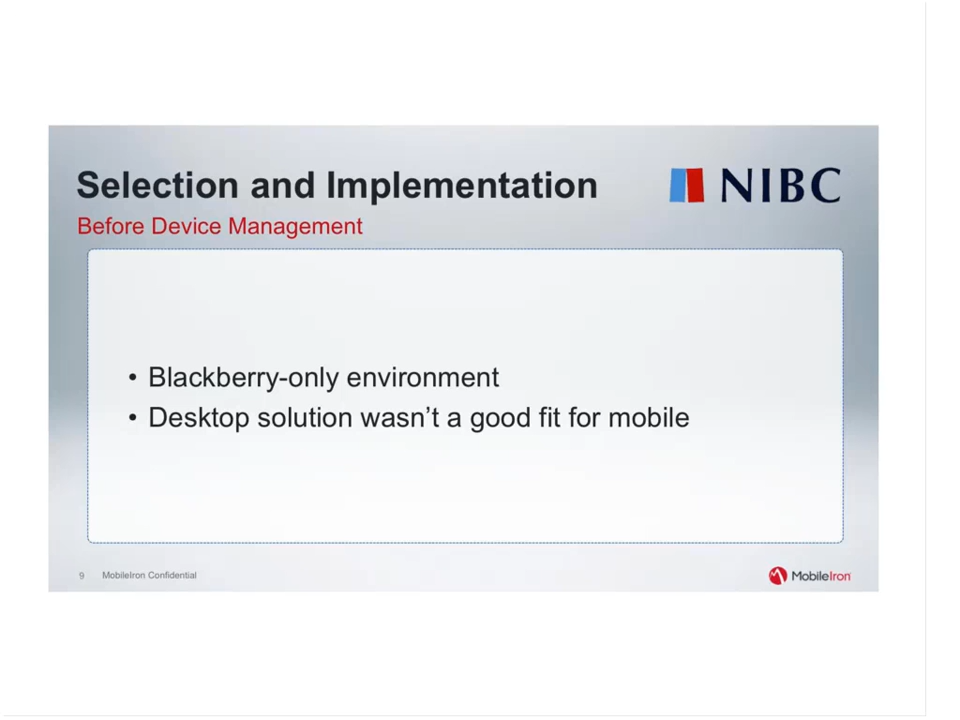 Selection and Implementation
NIBC
Before Device Management
• Blackberry-only environment
• Desktop solution wasn’t a good fit for mobile
9 MobileIron Confidential
MobileIron